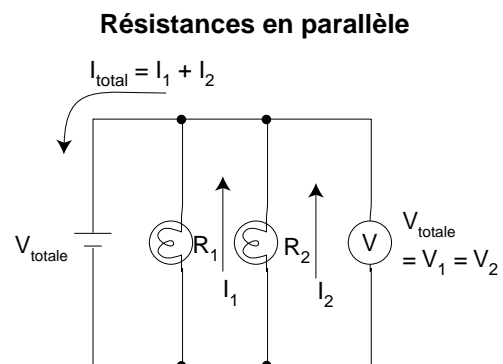 Résistances en parallèle
I_total = I_1 + I_2
V_totale
R_1
I_1
R_2
I_2
V
V_totale
= V_1 = V_2